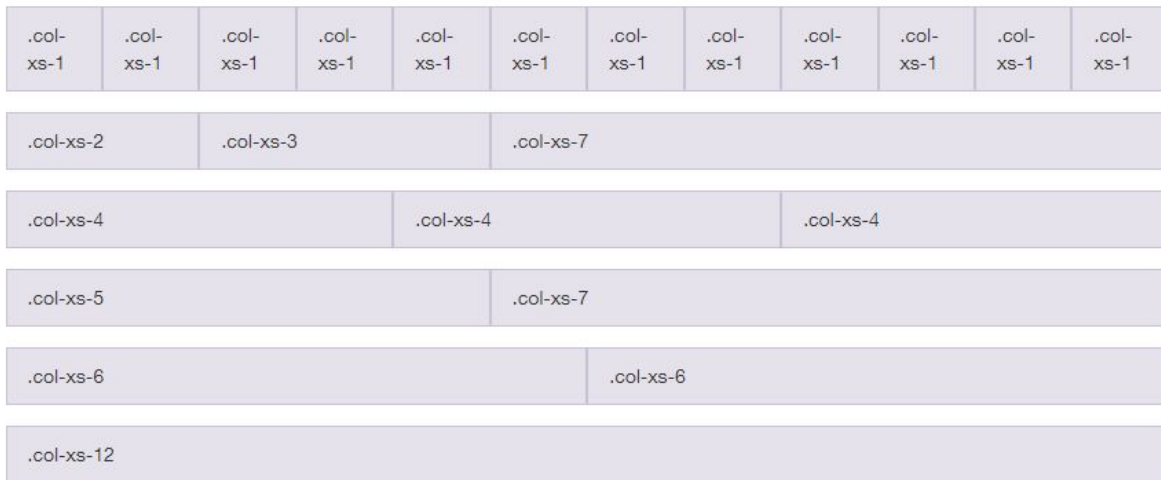 .col- .col- .col- .col- .col- .col- .col- .col- .col- .col- .col- .col-
xs-1 xs-1 xs-1 xs-1 xs-1 xs-1 xs-1 xs-1 xs-1 xs-1 xs-1 xs-1
.col-xs-2 .col-xs-3 .col-xs-7
.col-xs-4 .col-xs-4 .col-xs-4
.col-xs-5 .col-xs-7
.col-xs-6 .col-xs-6
.col-xs-12